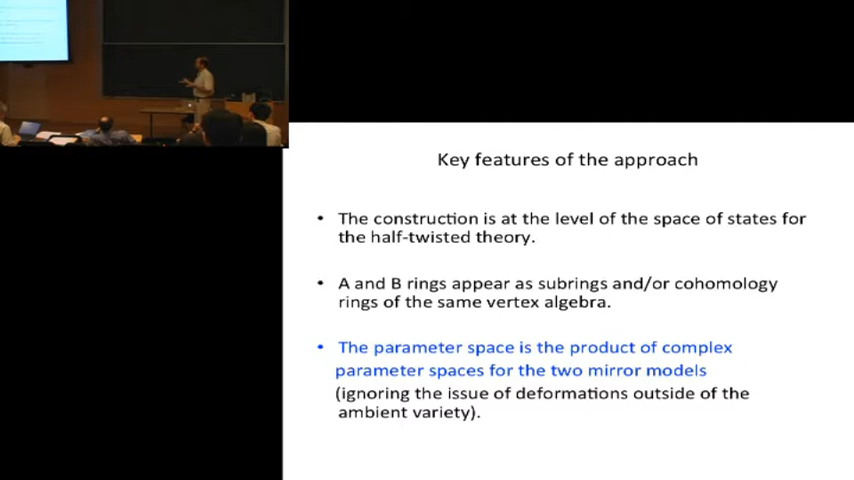 Key features of the approach
• The construction is at the level of the space of states for
the half-twisted theory.
• A and B rings appear as subrings and/or cohomology
rings of the same vertex algebra.
• The parameter space is the product of complex
parameter spaces for the two mirror models
(ignoring the issue of deformations outside of the
ambient variety).